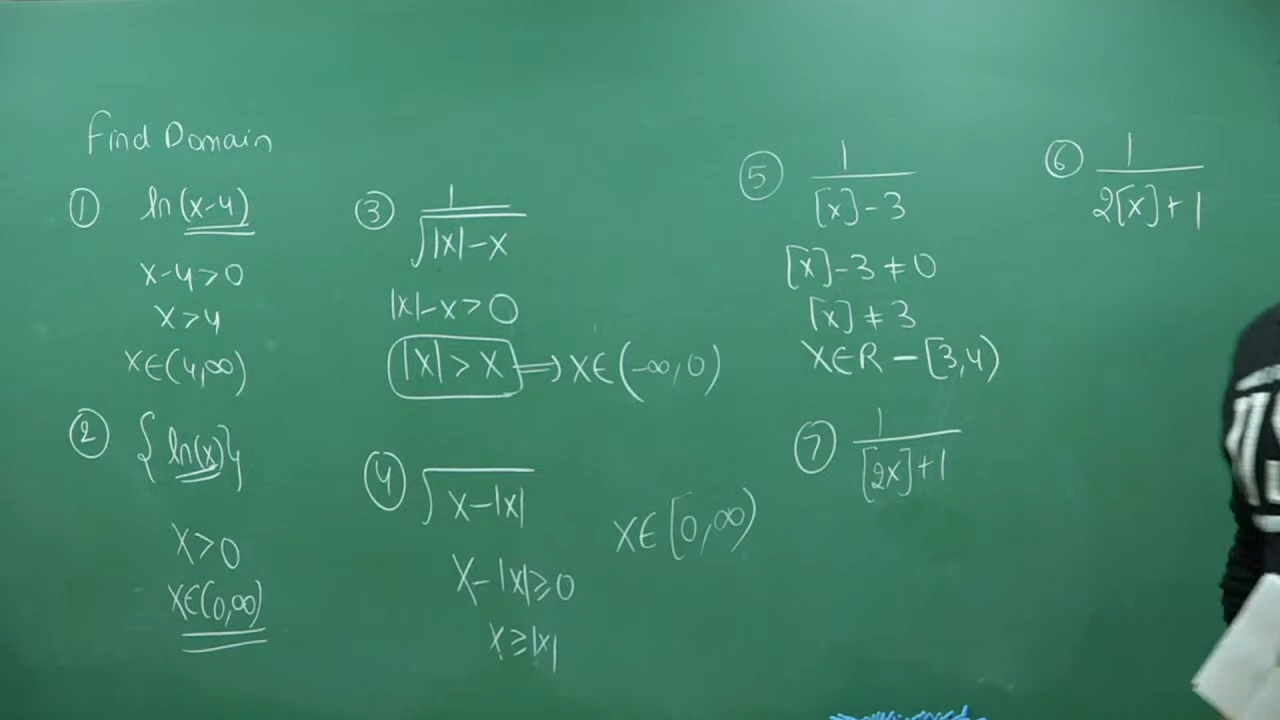 Find Domain
① ln(x-4)
x-4>0
x>4
x∈(4,∞)
② {ln(x)}
x>0
x∈(0,∞)
③ 1
√|x|-x
|x|-x>0
|x|>x ⟹ x∈(-∞,0)
④ √x-|x|
x∈[0,∞)
x-|x|≥0
x≥|x|
⑤ 1
[x]-3
[x]-3≠0
[x]≠3
x∈R-[3,4)
⑥ 1
2[x]+1
⑦ 1
[2x]+1